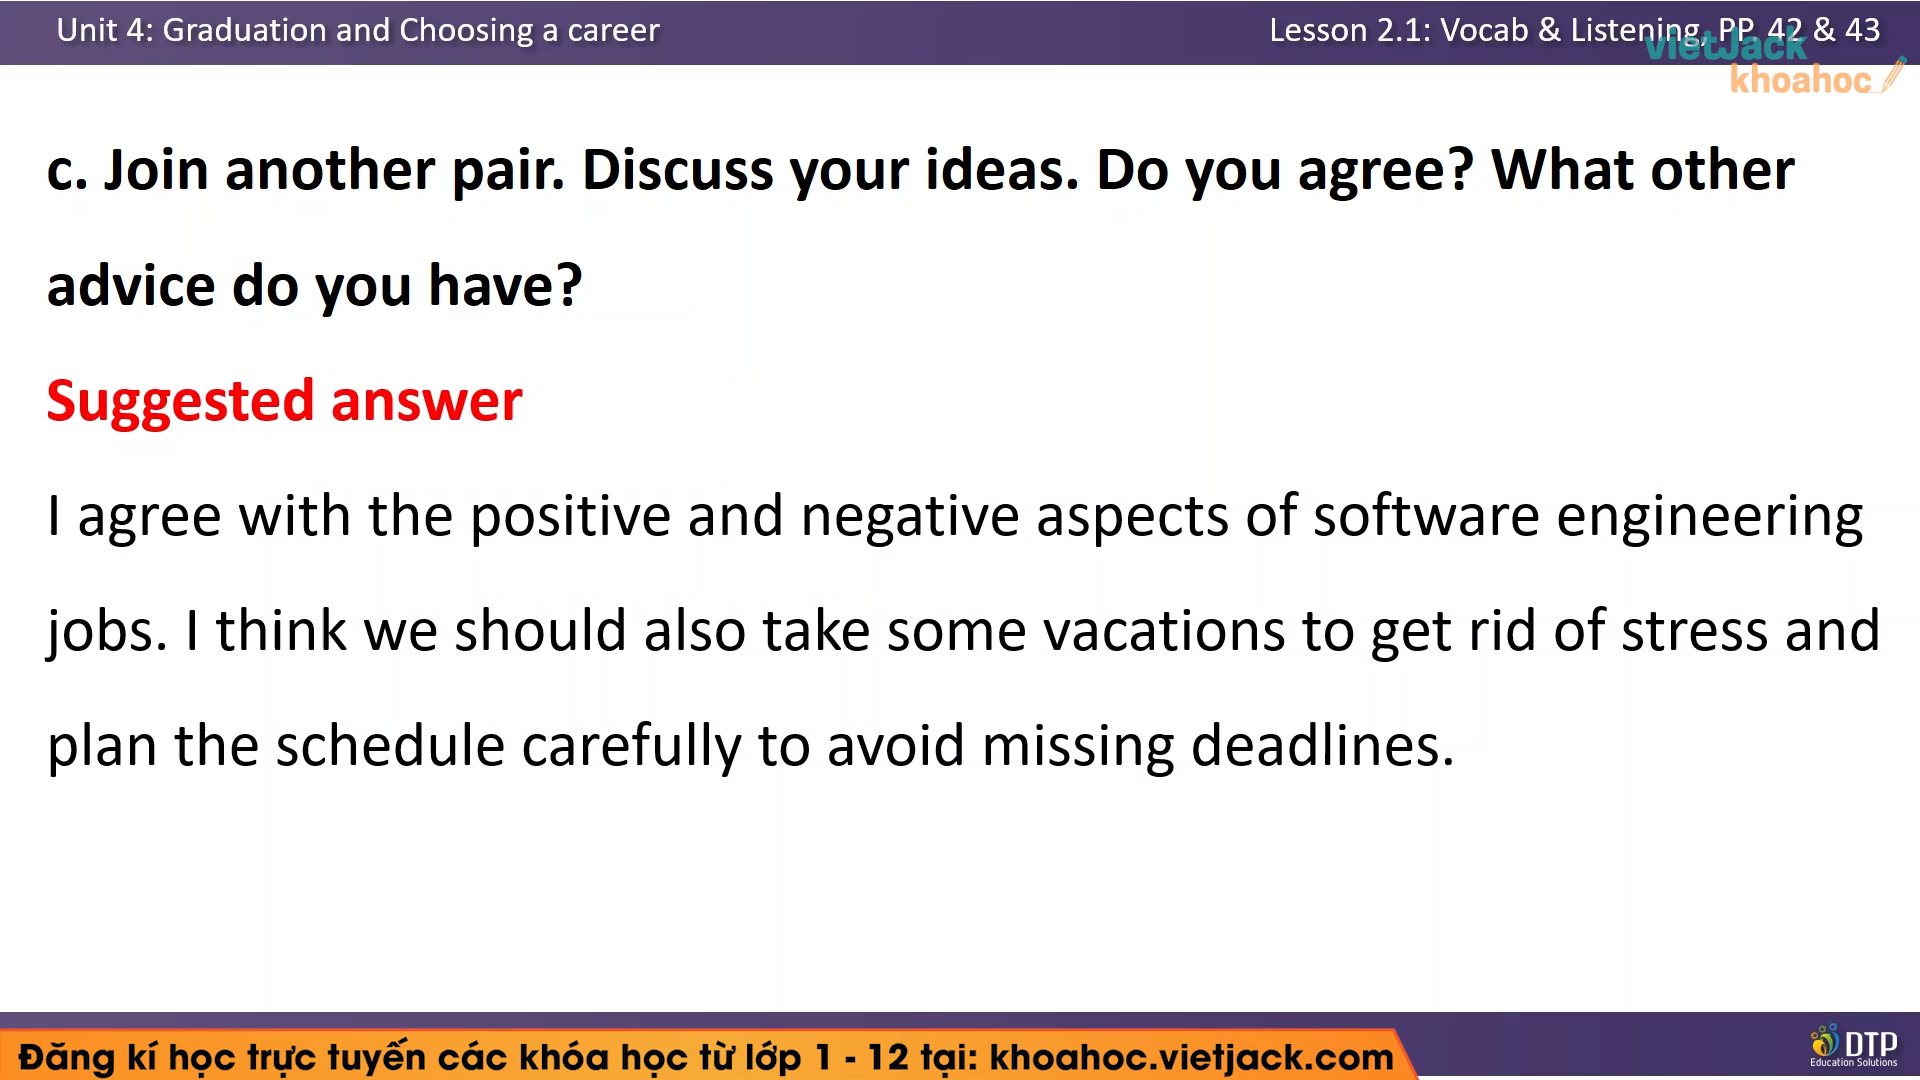 Unit 4: Graduation and Choosing a career
Lesson 2.1: Vocab & Listening, PP. 42 & 43
vietJack
khoahoc
c. Join another pair. Discuss your ideas. Do you agree? What other
advice do you have?
Suggested answer
I agree with the positive and negative aspects of software engineering
jobs. I think we should also take some vacations to get rid of stress and
plan the schedule carefully to avoid missing deadlines.
Đăng kí học trực tuyến các khóa học từ lớp 1 - 12 tại: khoahoc.vietjack.com
DTP
Education Solutions